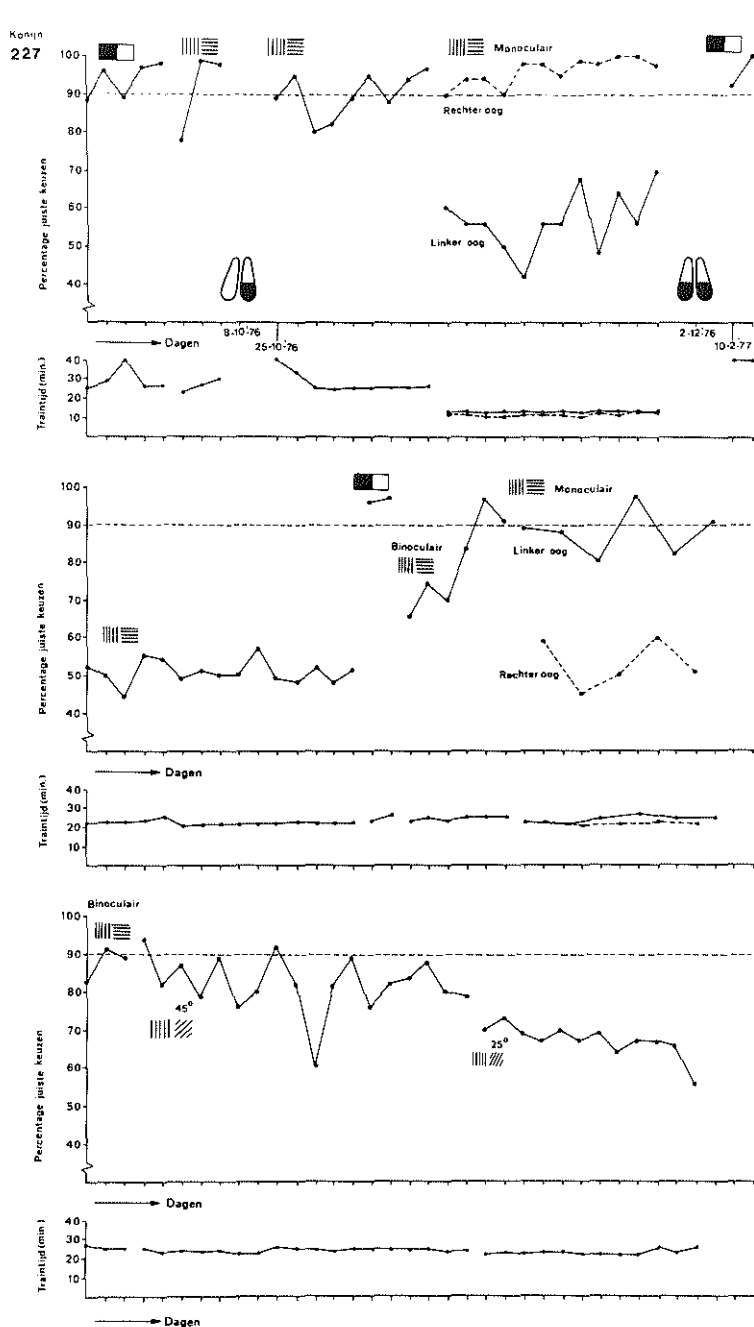 Konijn
227
Monoculair
100
90
80
70
60
50
40
Percentage juiste keuzen
Rechter oog
Linker oog
Dagen
8-10-'76
25-10-'76
2-12-'76
10-2-'77
Traintijd (min.)
40
30
20
10
Percentage juiste keuzen
100
90
80
70
60
50
40
Monoculair
Binoculair
Linker oog
Rechter oog
Dagen
Traintijd (min.)
40
30
20
10
Binoculair
Percentage juiste keuzen
100
90
80
70
60
50
40
45°
25°
Dagen
Traintijd (min.)
40
30
20
10
Dagen